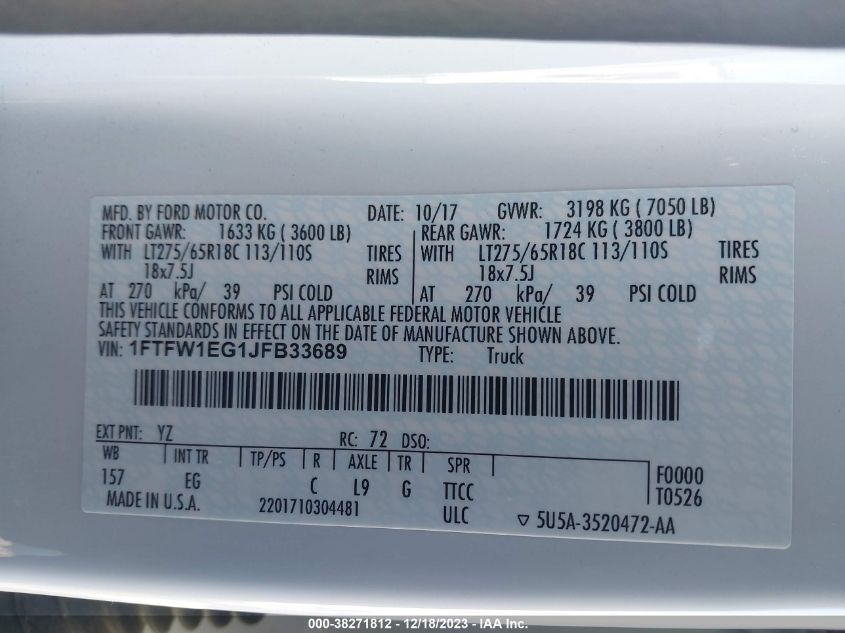 MFD. BY FORD MOTOR CO. DATE: 10/17 GVWR: 3198 KG ( 7050 LB)
FRONT GAWR: 1633 KG ( 3600 LB) REAR GAWR: 1724 KG ( 3800 LB)
WITH LT275/65R18C 113/110S TIRES WITH LT275/65R18C 113/110S TIRES
18x7.5J RIMS 18x7.5J RIMS
AT 270 kPa/ 39 PSI COLD AT 270 kPa/ 39 PSI COLD
THIS VEHICLE CONFORMS TO ALL APPLICABLE FEDERAL MOTOR VEHICLE
SAFETY STANDARDS IN EFFECT ON THE DATE OF MANUFACTURE SHOWN ABOVE.
VIN: 1FTFW1EG1JFB33689 TYPE: Truck
EXT PNT: YZ RC: 72 DSO:
WB INT TR TP/PS R AXLE TR SPR F0000
157 EG C L9 G TTCC T0526
MADE IN U.S.A. 2201710304481 ULC ▽ 5U5A-3520472-AA
000-38271812 - 12/18/2023 - IAA Inc.